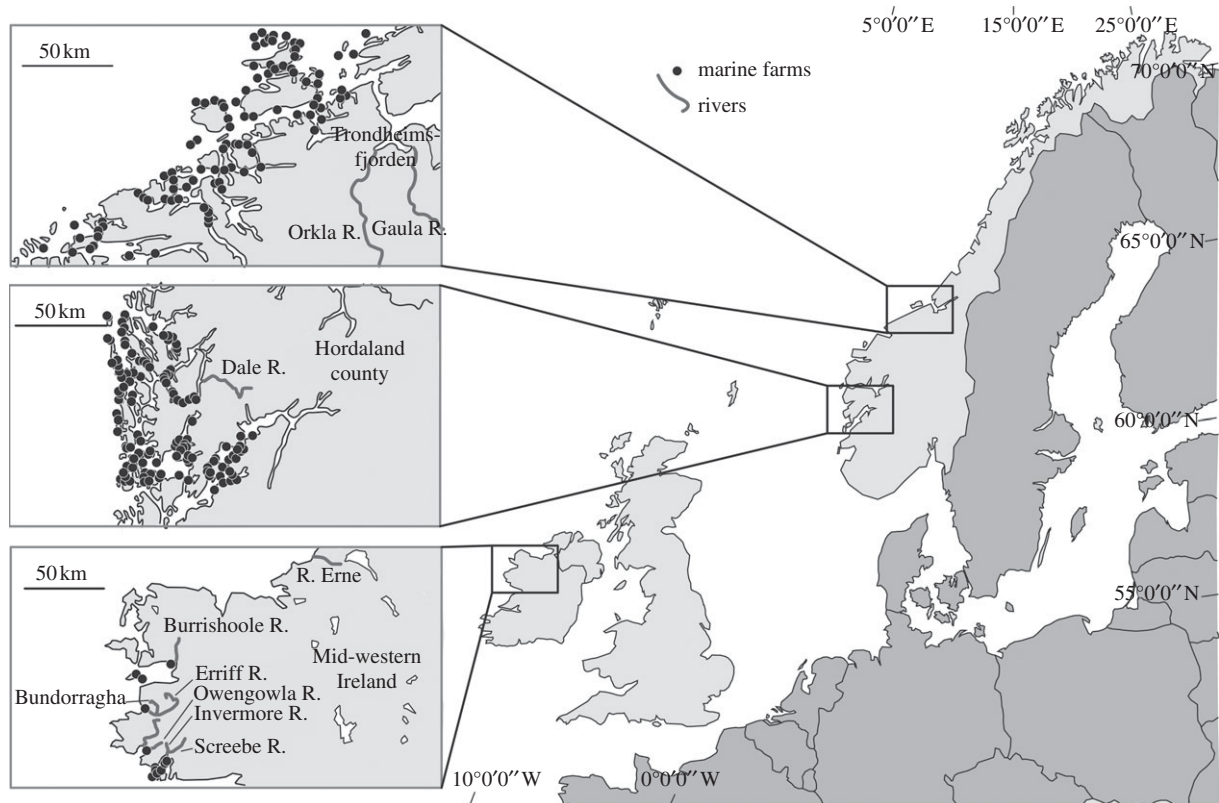 5°0′0″ E
15°0′0″ E
25°0′0″ E
70°0′0″ N
65°0′0″ N
60°0′0″ N
55°0′0″ N
10°0′0″ W
0°0′0″ W
marine farms
rivers
50 km
Trondheims-
fjorden
Orkla R.
Gaula R.
50 km
Hordaland
county
Dale R.
50 km
R. Erne
Burrishoole R.
Mid-western
Ireland
Erriff R.
Bundorragha
Owengowla R.
Invermore R.
Screebe R.